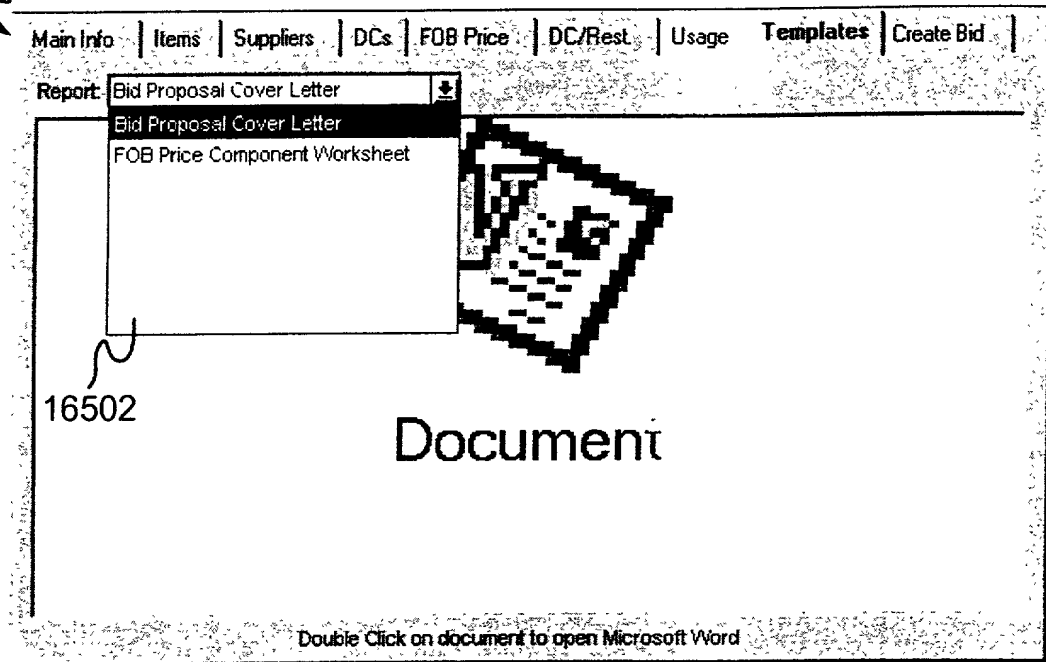 Main Info Items Suppliers DCs FOB Price DC/Rest. Usage Templates Create Bid
Report: Bid Proposal Cover Letter
Bid Proposal Cover Letter
FOB Price Component Worksheet
16502
Document
Double Click on document to open Microsoft Word